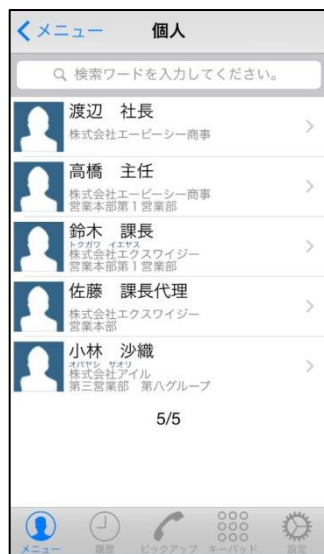 メニュー
個人
検索ワードを入力してください。
渡辺　社長
株式会社エービーシー商事
高橋　主任
株式会社エービーシー商事
営業本部第１営業部
鈴木　課長
トクガワ　イエヤス
株式会社エクスワイジー
営業本部第１営業部
佐藤　課長代理
株式会社エクスワイジー
営業本部
小林　沙織
オバヤシ　サオリ
株式会社アイル
第三営業部　第八グループ
5/5
メニュー
履歴
ピックアップ
キーパッド
設定